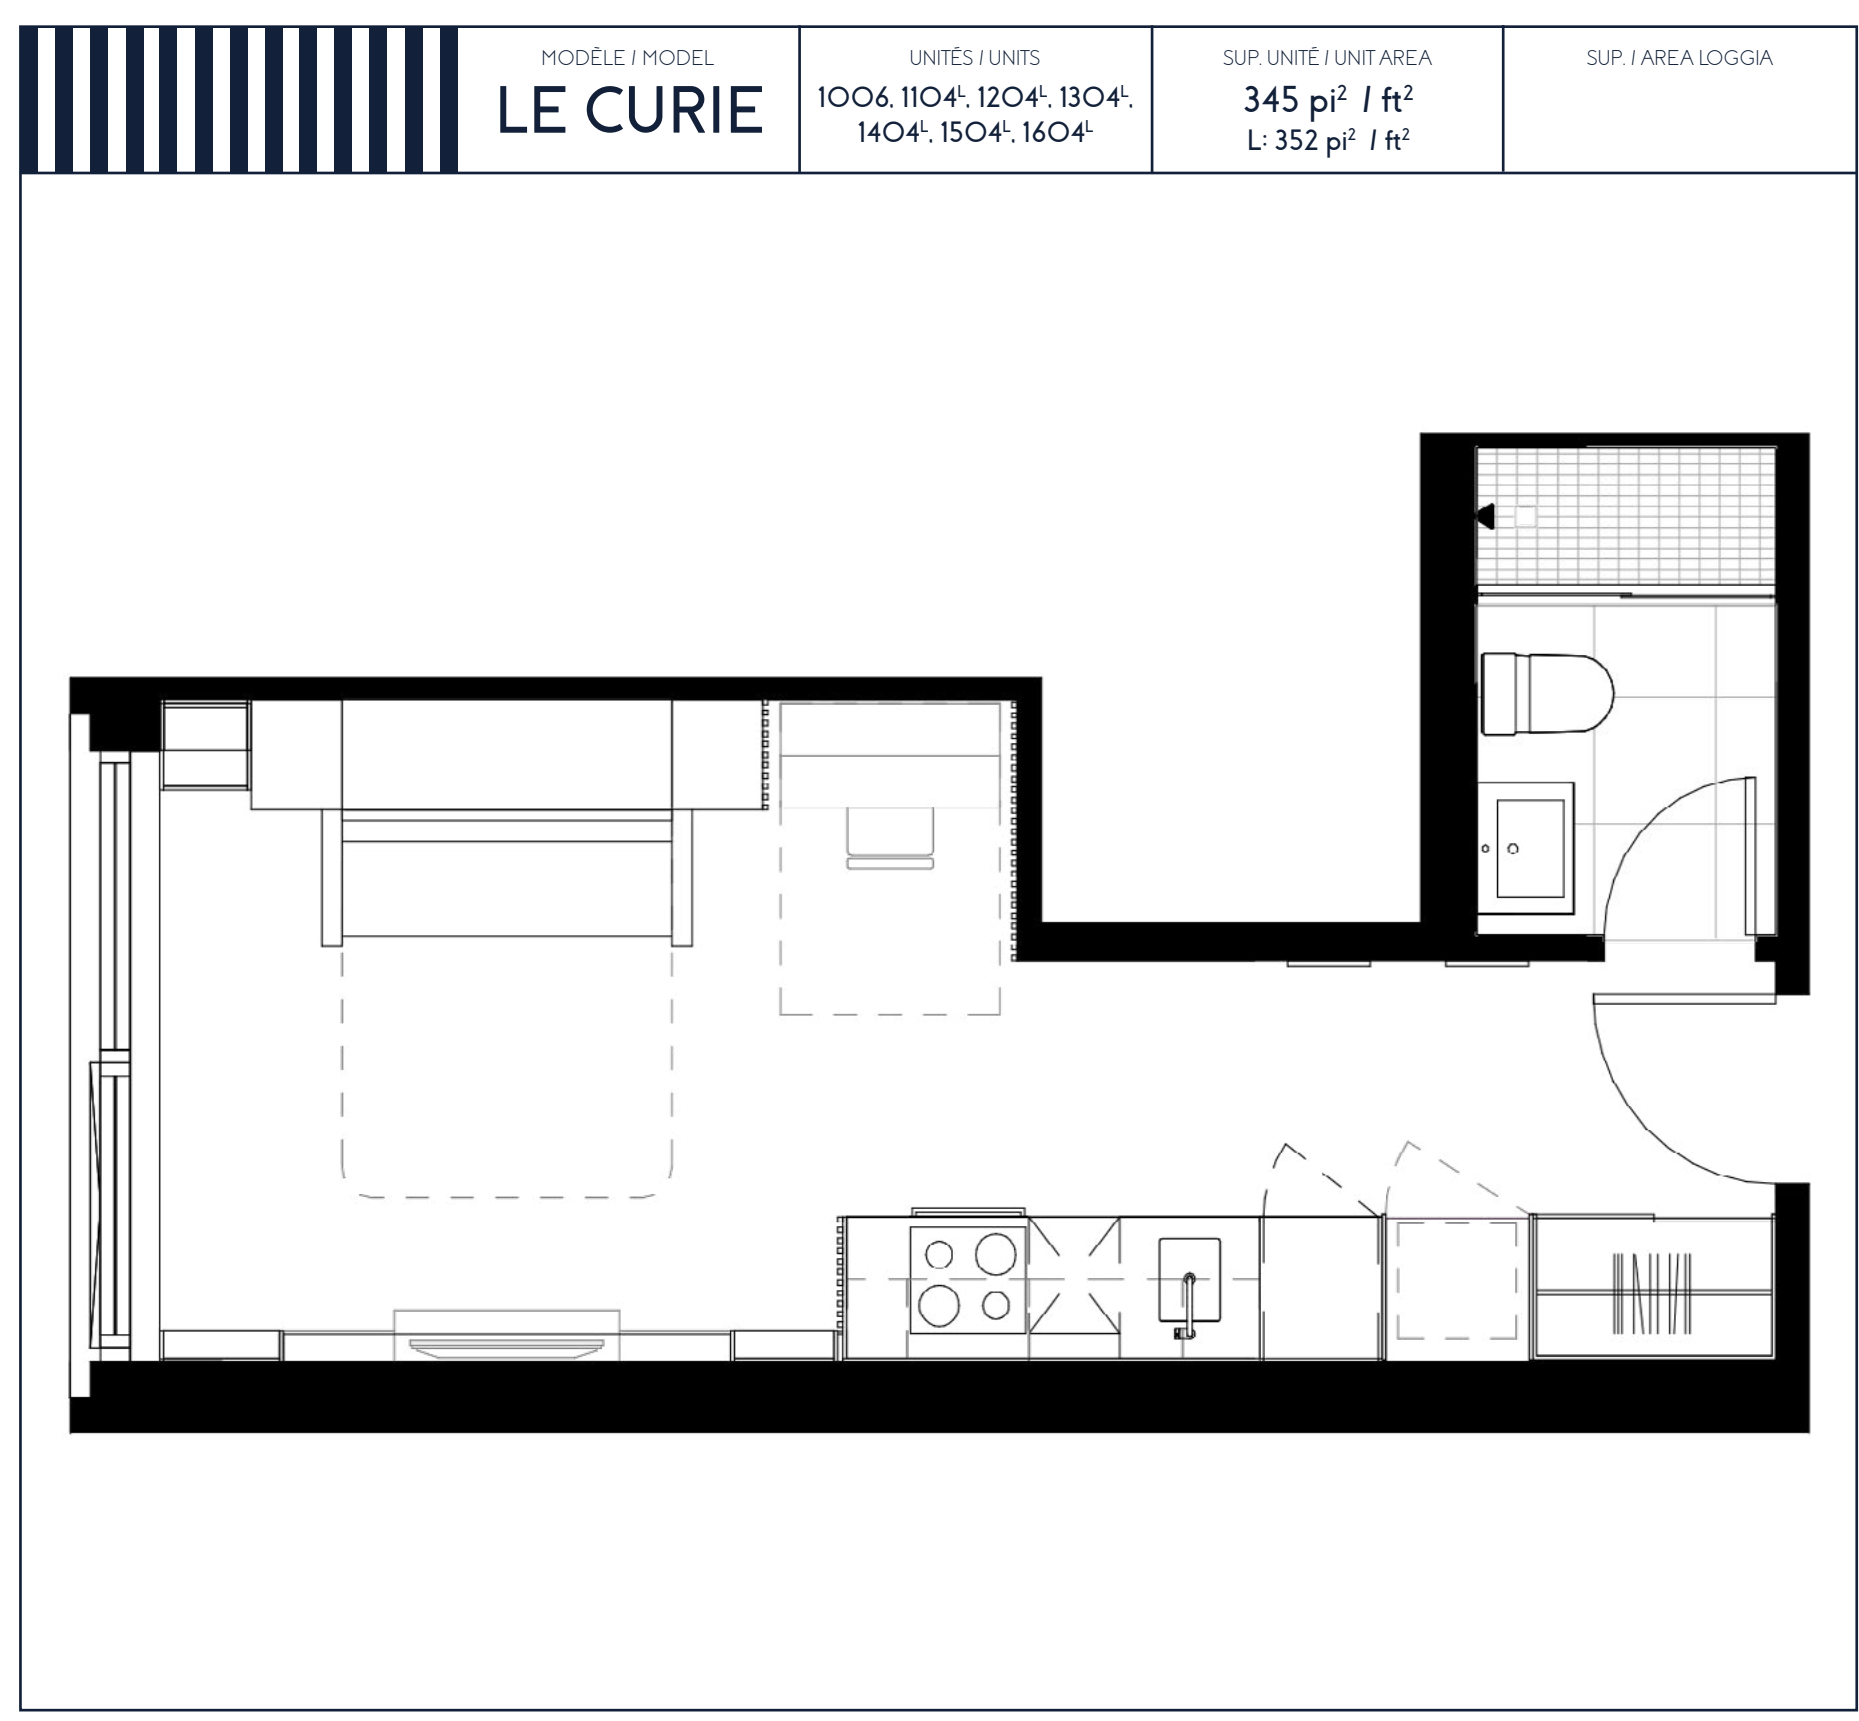 MODÈLE / MODEL
LE CURIE
UNITÉS / UNITS
1006, 1104ᴸ, 1204ᴸ, 1304ᴸ,
1404ᴸ, 1504ᴸ, 1604ᴸ
SUP. UNITÉ / UNIT AREA
345 pi² / ft²
L: 352 pi² / ft²
SUP. / AREA LOGGIA